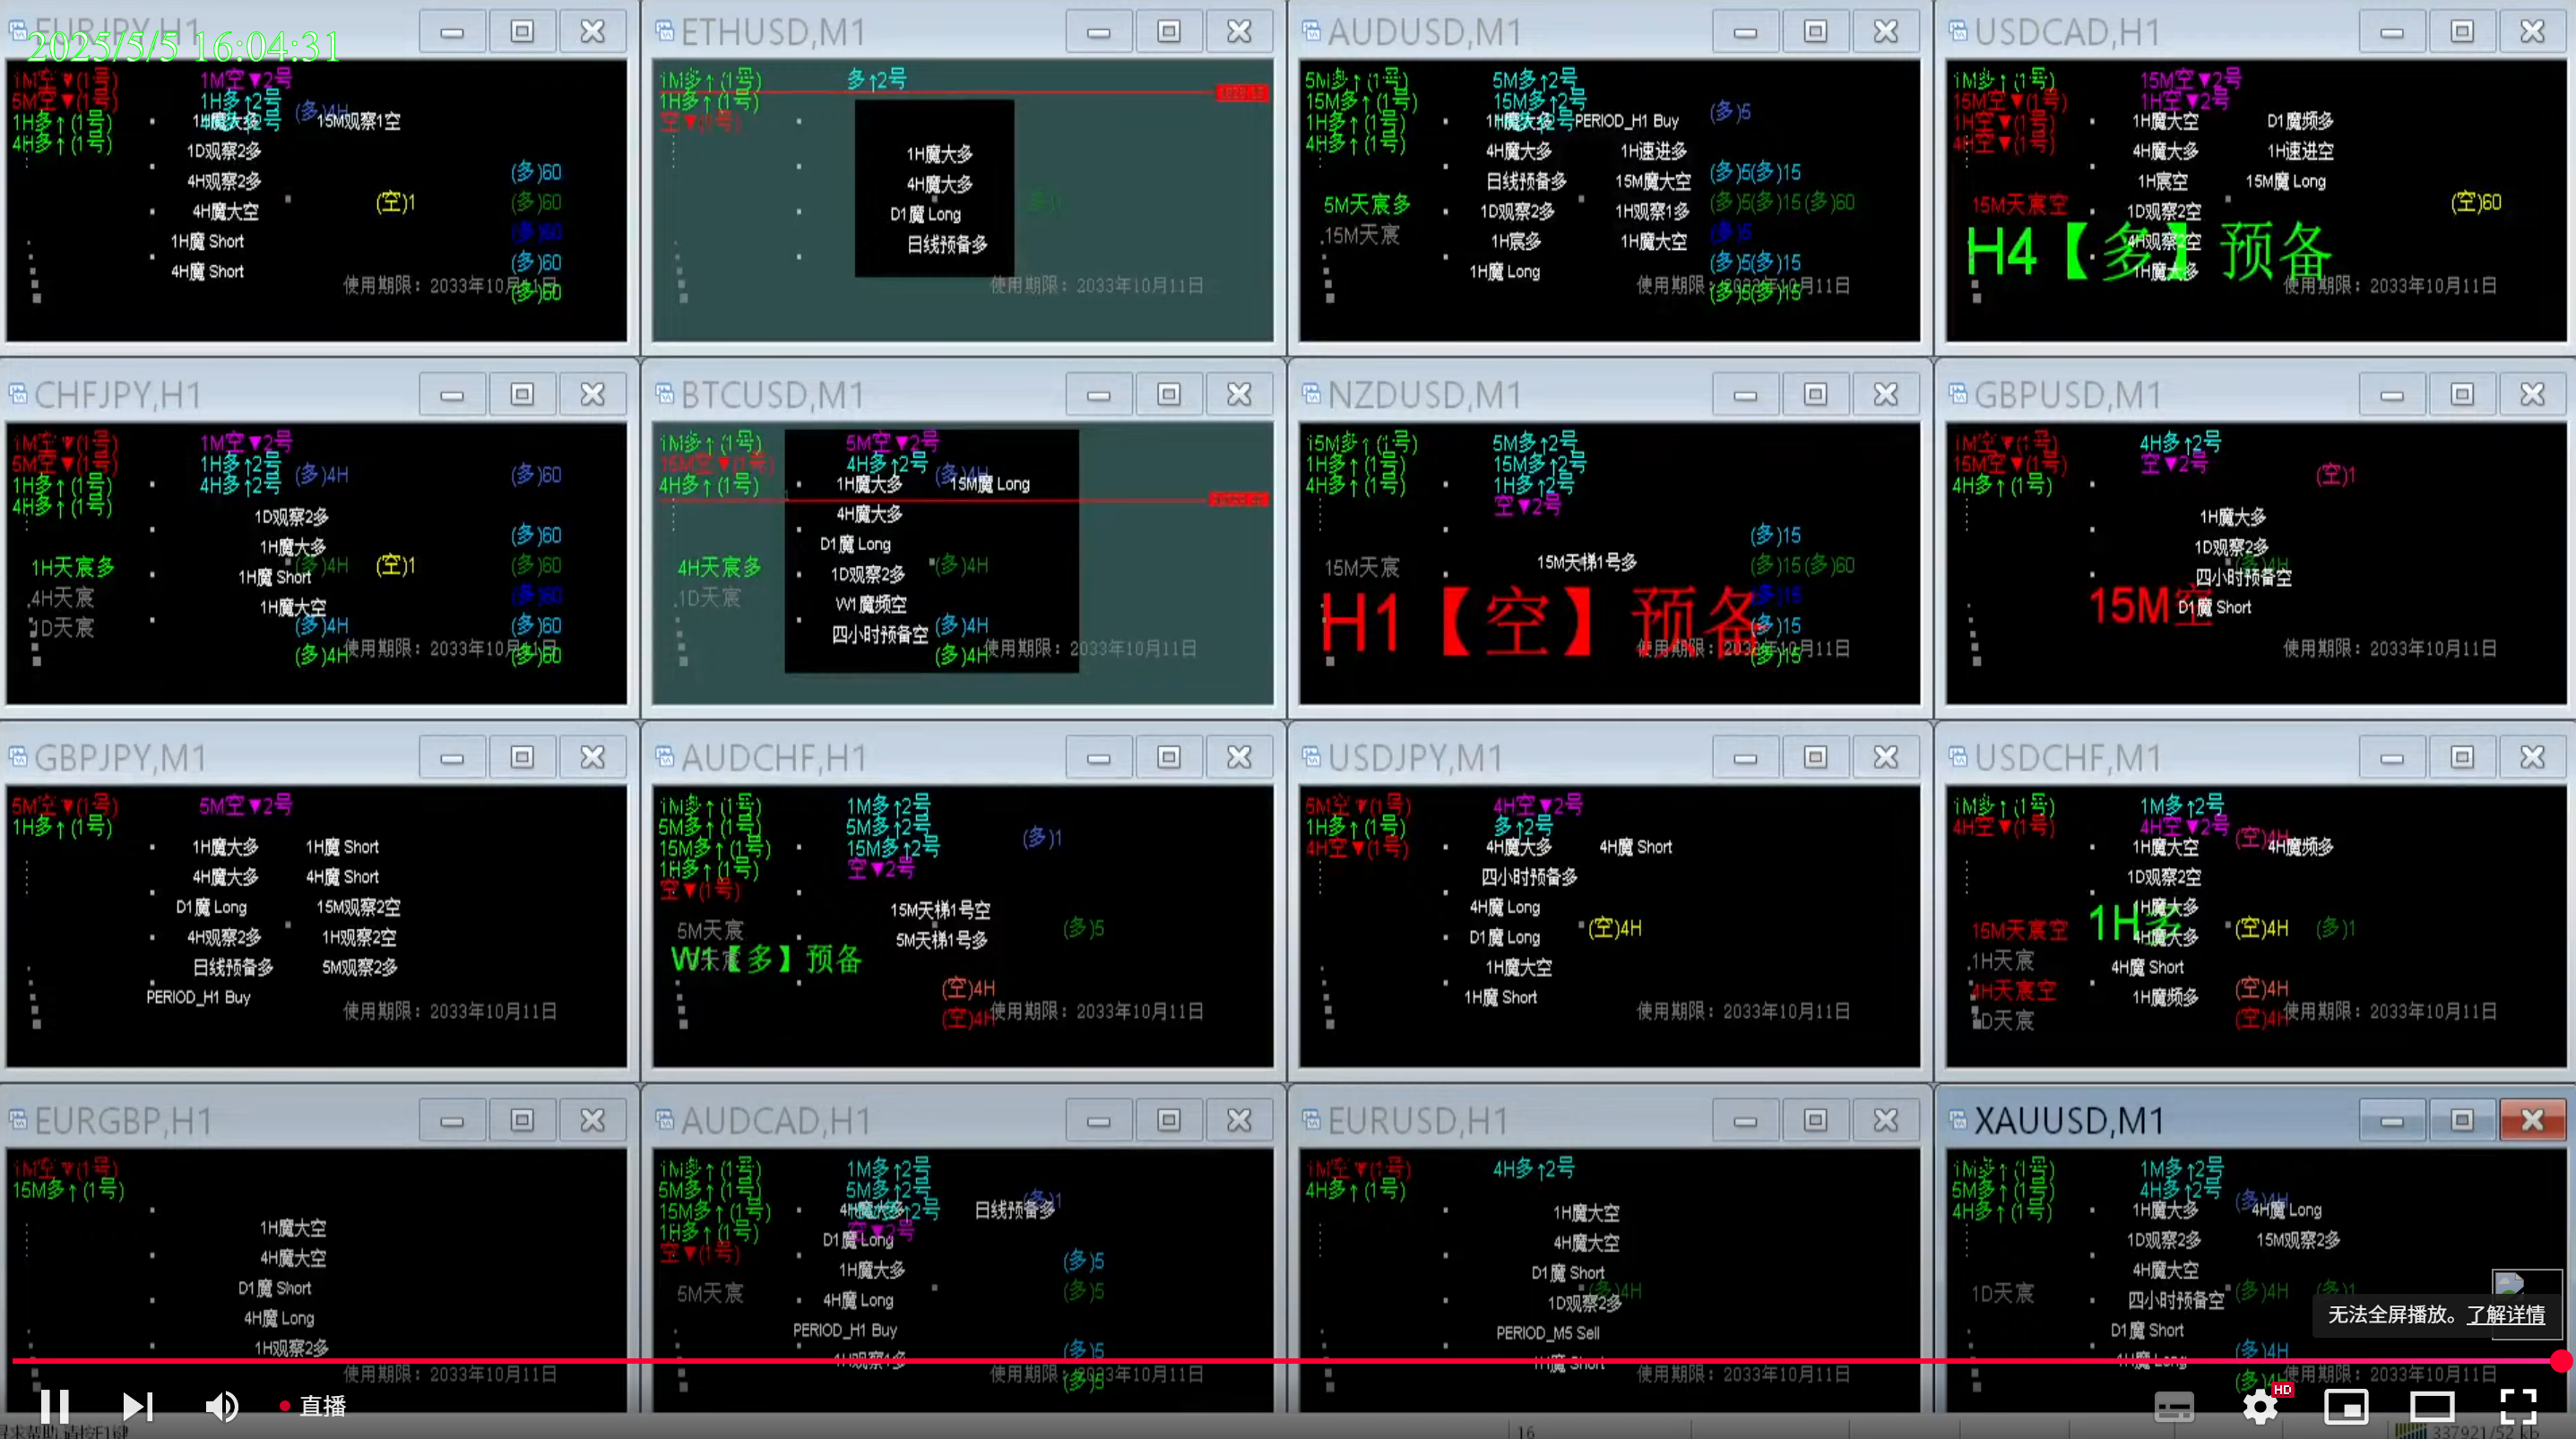 EURJPY,H1
2025/5/5 16:04:31
1M空▼(1号)
1M空▼2号
5M空▼(1号)
1H多↑2号
(多)4H
1H多↑(1号)
1H魔大多
15M观察1空
4H多↑(1号)
1D观察2多
(多)60
4H观察2多
(空)1
(多)60
4H魔大空
(多)60
1H魔 Short
(多)60
4H魔 Short
使用期限：2033年10月11日
(多)60
ETHUSD,M1
1M多↑(1号)
多↑2号
1H多↑(1号)
空▼(1号)
1H魔大多
4H魔大多
(多)1
D1魔 Long
日线预备多
使用期限：2033年10月11日
AUDUSD,M1
5M多↑(1号)
5M多↑2号
15M多↑(1号)
15M多↑2号
(多)5
1H多↑(1号)
1H魔大多
PERIOD_H1 Buy
4H多↑(1号)
4H魔大多
1H速进多
日线预备多
15M魔大空
(多)5(多)15
5M天宸多
1D观察2多
1H观察1多
(多)5(多)15(多)60
.15M天宸
1H宸多
1H魔大空
(多)5
1H魔 Long
(多)5(多)15
使用期限：2033年10月11日
(多)5(多)15
USDCAD,H1
1M多↑(1号)
15M空▼2号
15M空▼(1号)
1H空▼2号
1H空▼(1号)
1H魔大空
D1魔频多
4H空▼(1号)
4H魔大多
1H速进空
1H宸空
15M魔 Long
15M天宸空
1D观察2空
(空)60
H4【多】预备
4H观察2空
1H魔大多
使用期限：2033年10月11日
CHFJPY,H1
1M空▼(1号)
1M空▼2号
5M空▼(1号)
1H多↑2号
(多)4H
(多)60
1H多↑(1号)
4H多↑2号
4H多↑(1号)
1D观察2多
(多)60
1H魔大多
1H天宸多
(多)4H
(空)1
(多)60
1H魔 Short
.4H天宸
1H魔大空
(多)60
1D天宸
(多)4H
(多)60
(多)4H
使用期限：2033年10月11日
(多)60
BTCUSD,M1
1M多↑(1号)
5M空▼2号
15M空▼(1号)
4H多↑2号
(多)4H
4H多↑(1号)
1H魔大多
15M魔 Long
4H魔大多
D1魔 Long
4H天宸多
1D观察2多
(多)4H
.1D天宸
W1魔频空
四小时预备空
(多)4H
(多)4H
使用期限：2033年10月11日
NZDUSD,M1
15M多↑(1号)
5M多↑2号
1H多↑(1号)
15M多↑2号
4H多↑(1号)
1H多↑2号
空▼2号
(多)15
15M天宸
15M天梯1号多
(多)15(多)60
H1【空】预备
(多)15
(多)15
使用期限：2033年10月11日
(多)15
GBPUSD,M1
1M空▼(1号)
4H多↑2号
15M空▼(1号)
空▼2号
(空)1
4H多↑(1号)
1H魔大多
1D观察2多
(多)4H
四小时预备空
15M空
D1魔 Short
使用期限：2033年10月11日
GBPJPY,M1
5M空▼(1号)
5M空▼2号
1H多↑(1号)
1H魔大多
1H魔 Short
4H魔大多
4H魔 Short
D1魔 Long
15M观察2空
4H观察2多
1H观察2空
日线预备多
5M观察2多
PERIOD_H1 Buy
使用期限：2033年10月11日
AUDCHF,H1
1M多↑(1号)
1M多↑2号
5M多↑(1号)
5M多↑2号
(多)1
15M多↑(1号)
15M多↑2号
1H多↑(1号)
空▼2号
空▼(1号)
15M天梯1号空
5M天宸
5M天梯1号多
(多)5
W1【多】预备
(空)4H
(空)4H
使用期限：2033年10月11日
USDJPY,M1
5M空▼(1号)
4H空▼2号
1H多↑(1号)
多↑2号
4H空▼(1号)
4H魔大多
4H魔 Short
四小时预备多
4H魔 Long
D1魔 Long
(空)4H
1H魔大空
1H魔 Short
使用期限：2033年10月11日
USDCHF,M1
1M多↑(1号)
1M多↑2号
4H空▼(1号)
4H空▼2号
(空)4H
1H魔大空
4H魔频多
1D观察2空
1H魔大多
15M天宸空
1H多
4H魔大多
(空)4H
(多)1
.1H天宸
4H魔 Short
4H天宸空
1H魔频多
(空)4H
1D天宸
(空)4H
使用期限：2033年10月11日
EURGBP,H1
1M空▼(1号)
15M多↑(1号)
1H魔大空
4H魔大空
D1魔 Short
4H魔 Long
1H观察2多
使用期限：2033年10月11日
AUDCAD,H1
1M多↑(1号)
1M多↑2号
5M多↑(1号)
5M多↑2号
(多)1
15M多↑(1号)
4H魔大多
日线预备多
1H多↑(1号)
空▼2号
空▼(1号)
D1魔 Long
1H魔大多
(多)5
5M天宸
4H魔 Long
(多)5
PERIOD_H1 Buy
(多)5
1H观察1多
使用期限：2033年10月11日
(多)5
EURUSD,H1
1M空▼(1号)
4H多↑2号
4H多↑(1号)
1H魔大空
4H魔大空
D1魔 Short
(多)4H
1D观察2多
PERIOD_M5 Sell
1H魔 Short
使用期限：2033年10月11日
XAUUSD,M1
1M多↑(1号)
1M多↑2号
5M多↑(1号)
4H多↑2号
(多)4H
4H多↑(1号)
1H魔大多
4H魔 Long
1D观察2多
15M观察2多
4H魔大空
1D天宸
四小时预备空
(多)4H
(多)1
D1魔 Short
无法全屏播放。了解详情
1H魔 Long
(多)4H
使用期限：2033年10月11日
直播
HD
寻求帮助,请按F1键
16
337921/52 kb